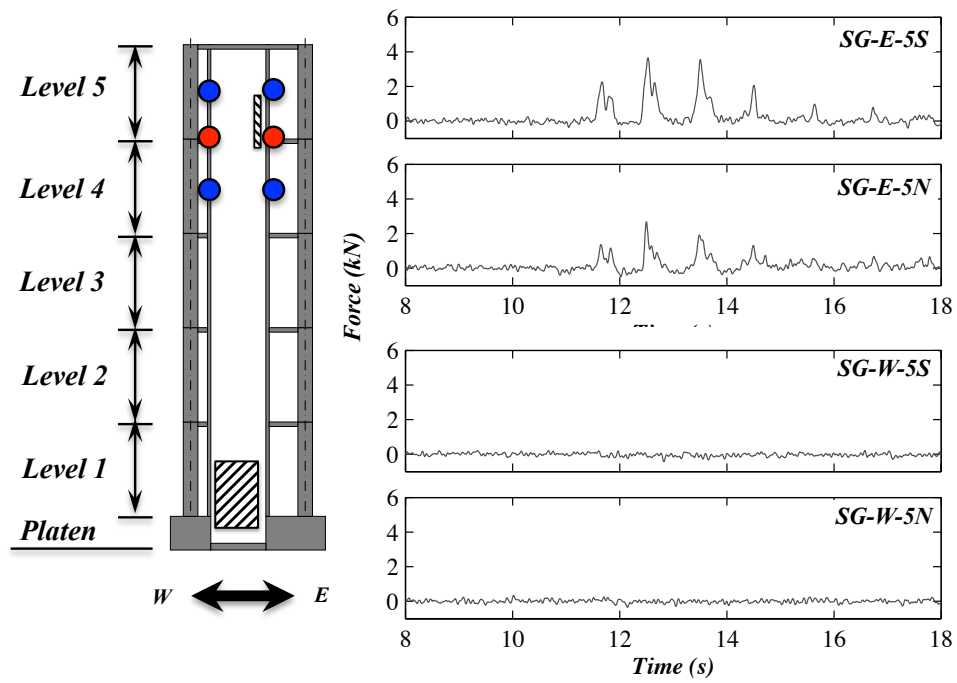 Level 5
Level 4
Level 3
Level 2
Level 1
Platen
W
E
Force (kN)
6
4
2
0
SG-E-5S
6
4
2
0
SG-E-5N
8
10
12
14
16
18
6
4
2
0
SG-W-5S
6
4
2
0
SG-W-5N
8
10
12
14
16
18
Time (s)